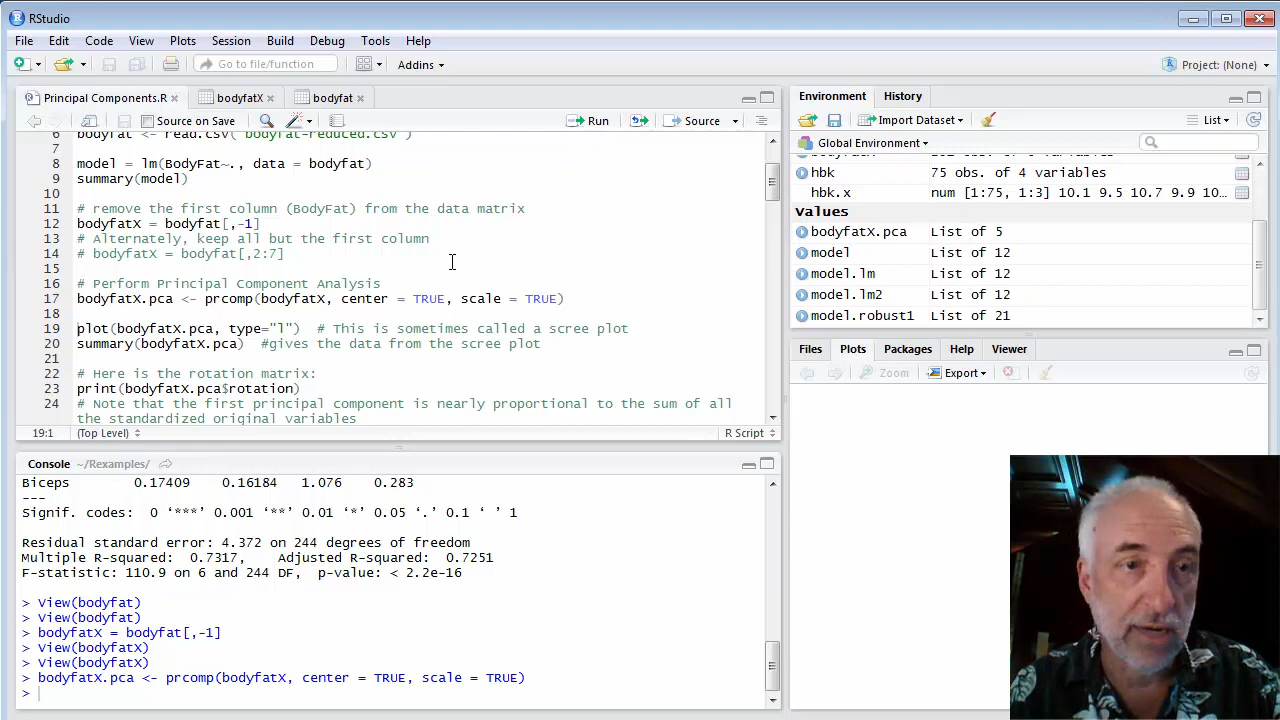 RStudio
File Edit Code View Plots Session Build Debug Tools Help
Go to file/function Addins Project: (None)
Principal Components.R bodyfatX bodyfat
Source on Save Run Source
6 bodyfat <- read.csv("bodyfat-reduced.csv")
7
8 model = lm(BodyFat~., data = bodyfat)
9 summary(model)
10
11 # remove the first column (BodyFat) from the data matrix
12 bodyfatX = bodyfat[,-1]
13 # Alternately, keep all but the first column
14 # bodyfatX = bodyfat[,2:7]
15
16 # Perform Principal Component Analysis
17 bodyfatX.pca <- prcomp(bodyfatX, center = TRUE, scale = TRUE)
18
19 plot(bodyfatX.pca, type="l")  # This is sometimes called a scree plot
20 summary(bodyfatX.pca)  #gives the data from the scree plot
21
22 # Here is the rotation matrix:
23 print(bodyfatX.pca$rotation)
24 # Note that the first principal component is nearly proportional to the sum of all
the standardized original variables
19:1 (Top Level) R Script
Console ~/Rexamples/
Biceps 0.17409 0.16184 1.076 0.283
---
Signif. codes:  0 ‘***’ 0.001 ‘**’ 0.01 ‘*’ 0.05 ‘.’ 0.1 ‘ ’ 1
Residual standard error: 4.372 on 244 degrees of freedom
Multiple R-squared:  0.7317,	Adjusted R-squared:  0.7251
F-statistic: 110.9 on 6 and 244 DF,  p-value: < 2.2e-16
> View(bodyfat)
> View(bodyfat)
> bodyfatX = bodyfat[,-1]
> View(bodyfatX)
> View(bodyfatX)
> bodyfatX.pca <- prcomp(bodyfatX, center = TRUE, scale = TRUE)
>
Environment History
Import Dataset List
Global Environment
hbk 75 obs. of 4 variables
hbk.x num [1:75, 1:3] 10.1 9.5 10.7 9.9 10...
Values
bodyfatX.pca List of 5
model List of 12
model.lm List of 12
model.lm2 List of 12
model.robust1 List of 21
Files Plots Packages Help Viewer
Zoom Export